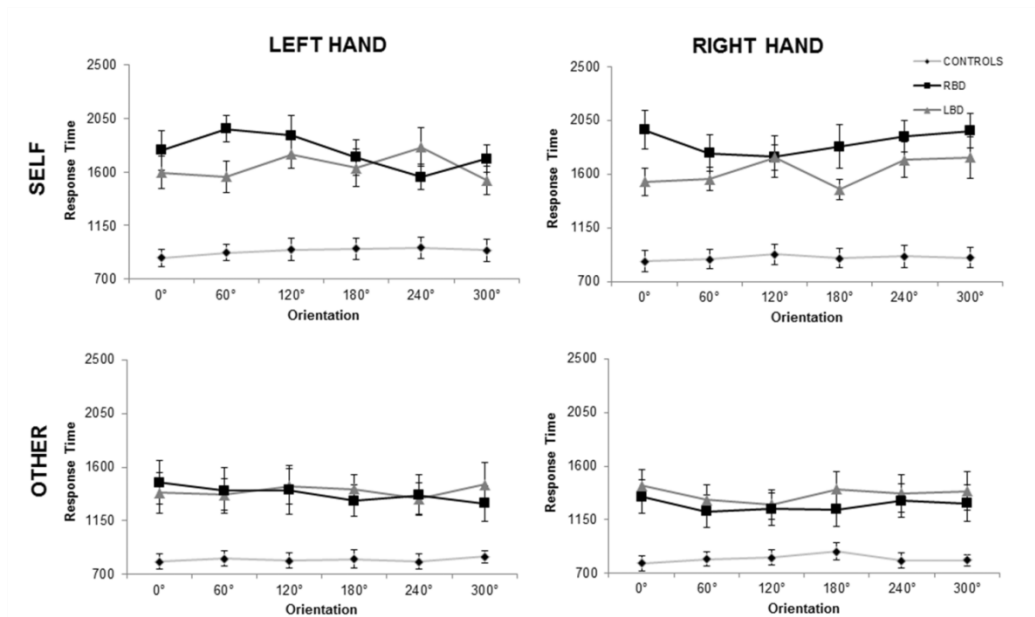 LEFT HAND
RIGHT HAND
CONTROLS
RBD
LBD
SELF
Response Time
2500
2050
1600
1150
700
0° 60° 120° 180° 240° 300°
Orientation
Response Time
2500
2050
1600
1150
700
0° 60° 120° 180° 240° 300°
Orientation
OTHER
Response Time
2500
2050
1600
1150
700
0° 60° 120° 180° 240° 300°
Orientation
Response Time
2500
2050
1600
1150
700
0° 60° 120° 180° 240° 300°
Orientation